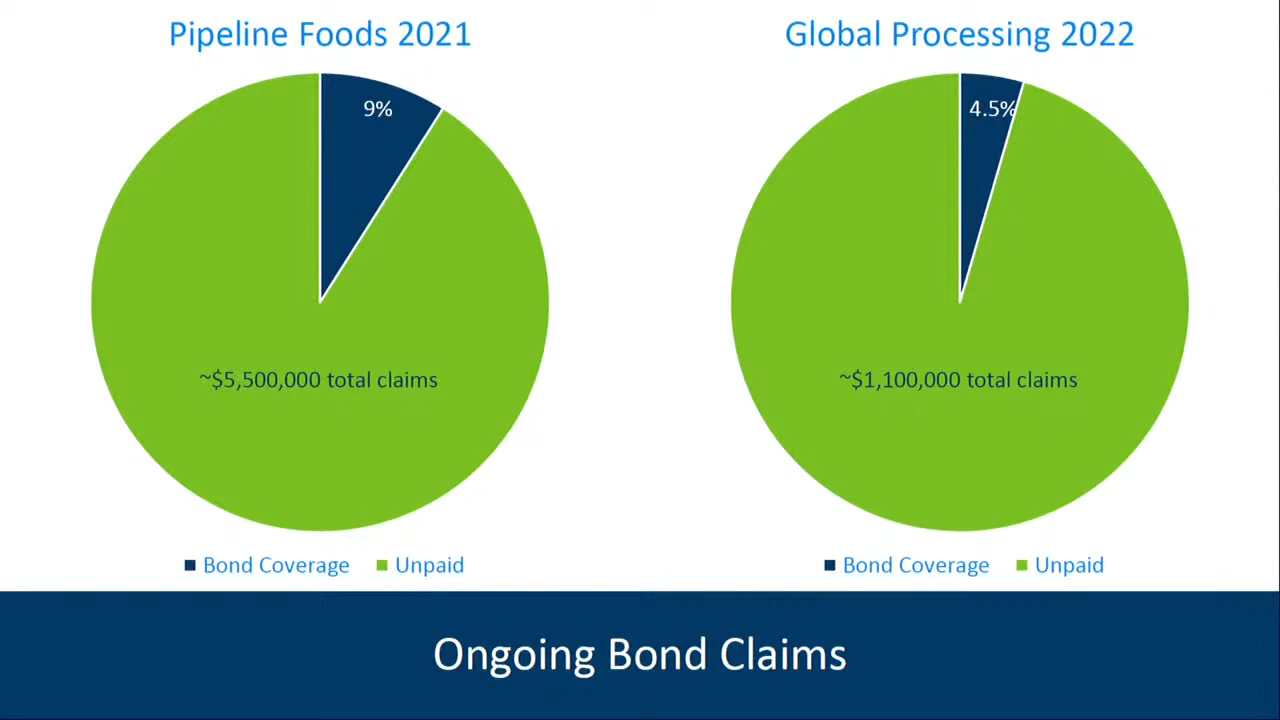 Pipeline Foods 2021
9%
~$5,500,000 total claims
Bond Coverage Unpaid
Global Processing 2022
4.5%
~$1,100,000 total claims
Bond Coverage Unpaid
Ongoing Bond Claims